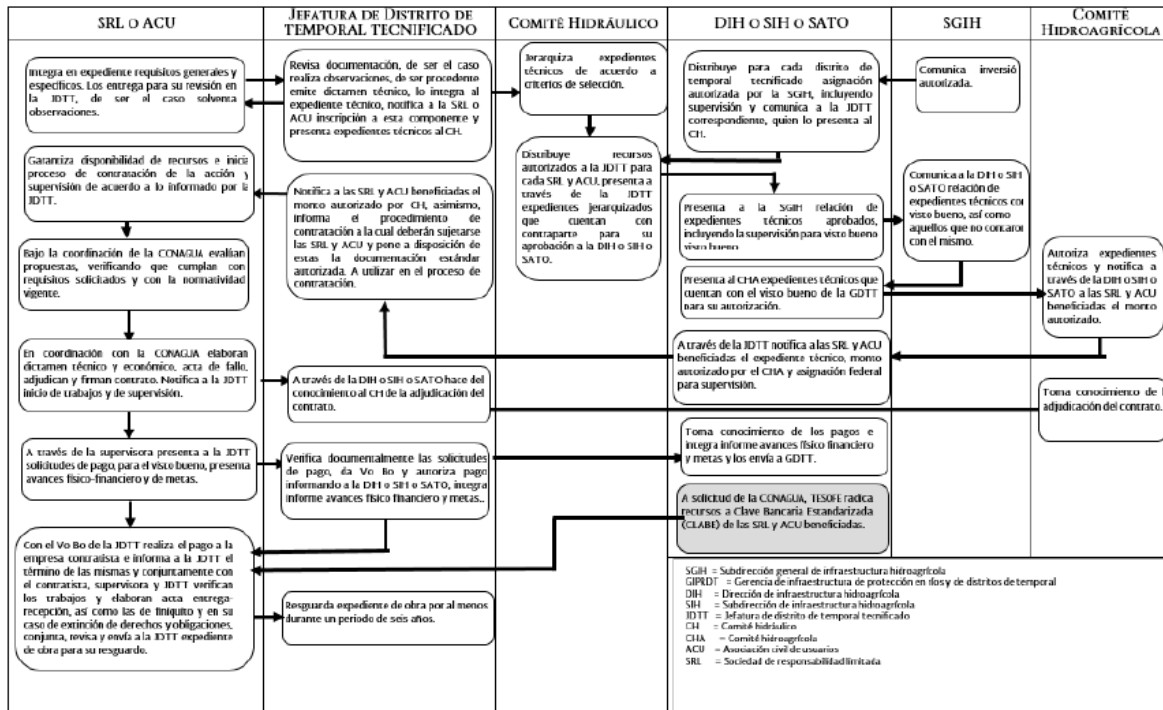 SRL O ACU
JEFATURA DE DISTRITO DE
TEMPORAL TECNIFICADO
COMITÉ HIDRÁULICO
DIH O SIH O SATO
SGIH
COMITÉ
HIDROAGRÍCOLA
Integra en expediente requisitos generales y
específicos. Los entrega para su revisión en
la JDTT, de ser el caso solventa
observaciones.
Revisa documentación, de ser el caso
realiza observaciones, de ser procedente
emite dictamen técnico, lo integra al
expediente técnico, notifica a la SRL o
ACU inscripción a esta componente y
presenta expedientes técnicos al CH.
Jerarquiza expedientes
técnicos de acuerdo a
criterios de selección.
Distribuye para cada distrito de
temporal tecnificado asignación
autorizada por la SGIH, incluyendo
supervisión y comunica a la JDTT
correspondiente, quien lo presenta al
CH.
Comunica inversió
autorizada.
Garantiza disponibilidad de recursos e inicia
proceso de contratación de la acción y
supervisión de acuerdo a lo informado por la
JDTT.
Notifica a las SRL y ACU beneficiadas el
monto autorizado por CH, asimismo,
informa el procedimiento de
contratación a la cual deberán sujetarse
las SRL y ACU y pone a disposición de
estas la documentación estándar
autorizada. A utilizar en el proceso de
contratación.
Distribuye recursos
autorizados a la JDTT para
cada SRL y ACU, presenta a
través de la JDTT
expedientes jerarquizados
que cuentan con
contraparte para su
aprobación a la DIH o SIH o
SATO.
Presenta a la SGIH relación de
expedientes técnicos aprobados,
incluyendo la supervisión para visto bueno
visto bueno.
Comunica a la DIH o SIH
o SATO relación de
expedientes técnicos con
visto bueno, así como
aquellos que no contaron
con el mismo.
Bajo la coordinación de la CONAGUA evalúan
propuestas, verificando que cumplan con
requisitos solicitados y con la normatividad
vigente.
Presenta al CHA expedientes técnicos que
cuentan con el visto bueno de la GDTT
para su autorización.
Autoriza expedientes
técnicos y notifica a
través de la DIH o SIH o
SATO a las SRL y ACU
beneficiadas el monto
autorizado.
En coordinación con la CONAGUA elaboran
dictamen técnico y económico, acta de fallo,
adjudican y firman contrato. Notifica a la JDTT
inicio de trabajos y de supervisión.
A través de la DIH o SIH o SATO hace del
conocimiento al CH de la adjudicación del
contrato.
A través de la JDTT notifica a las SRL y ACU
beneficiadas el expediente técnico, monto
autorizado por el CHA y asignación federal
para supervisión.
Toma conocimiento de la
adjudicación del contrato.
A través de la supervisora presenta a la JDTT
solicitudes de pago, para el visto bueno, presenta
avances físico-financiero y de metas.
Verifica documentalmente las solicitudes
de pago, da Vo Bo y autoriza pago
informando a la DIH o SIH o SATO, integra
informe avances físico financiero y metas..
Toma conocimiento de los pagos e
integra informe avances físico financiero
y metas y los envía a GDTT.
A solicitud de la CONAGUA, TESOFE radica
recursos a Clave Bancaria Estandarizada
(CLABE) de las SRL y ACU beneficiadas.
Con el Vo Bo de la JDTT realiza el pago a la
empresa contratista e informa a la JDTT el
término de las mismas y conjuntamente con
el contratista, supervisora y JDTT verifican
los trabajos y elaboran acta entrega-
recepción, así como las de finiquito y en su
caso de extinción de derechos y obligaciones,
conjunta, revisa y envía a la JDTT expediente
de obra para su resguardo.
Resguarda expediente de obra por al menos
durante un periodo de seis años.
SGIH = Subdirección general de infraestructura hidroagrícola
GIPRDT = Gerencia de infraestructura de protección en ríos y de distritos de temporal
DIH = Dirección de infraestructura hidroagrícola
SIH = Subdirección de infraestructura hidroagrícola
JDTT = Jefatura de distrito de temporal tecnificado
CH = Comité hidráulico
CHA = Comité hidroagrícola
ACU = Asociación civil de usuarios
SRL = Sociedad de responsabilidad limitada